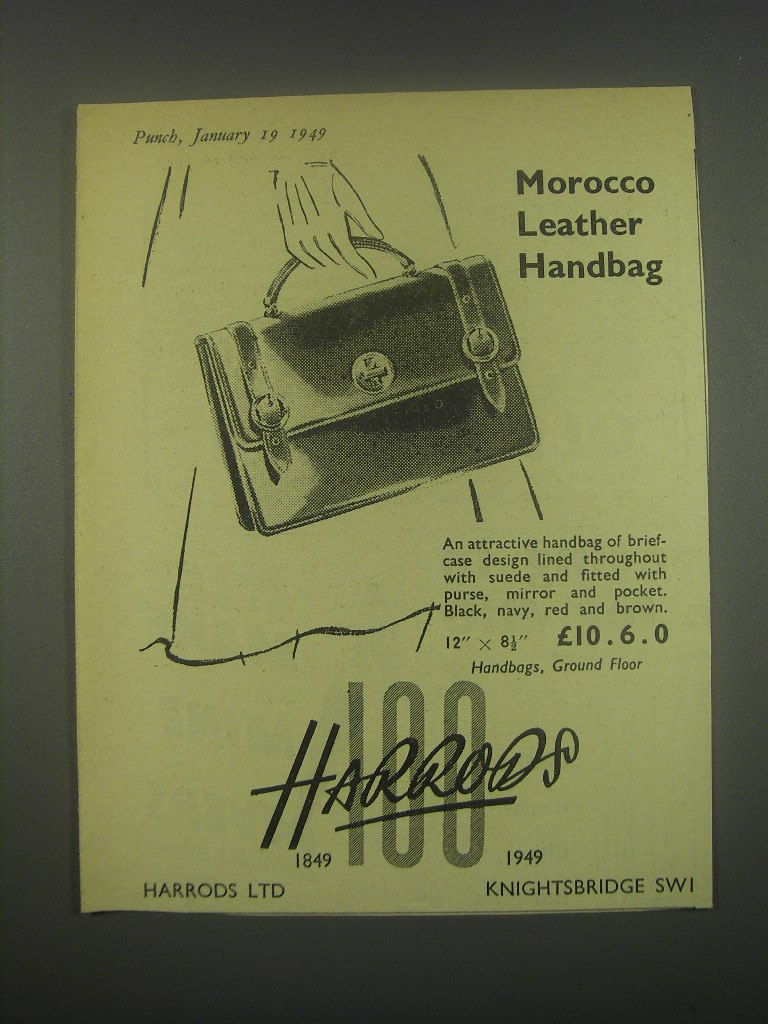 Punch, January 19 1949
Morocco
Leather
Handbag
An attractive handbag of brief-
case design lined throughout
with suede and fitted with
purse, mirror and pocket.
Black, navy, red and brown.
12" × 8½" £10.6.0
Handbags, Ground Floor
100
HARRODS
1849 1949
HARRODS LTD KNIGHTSBRIDGE SW1